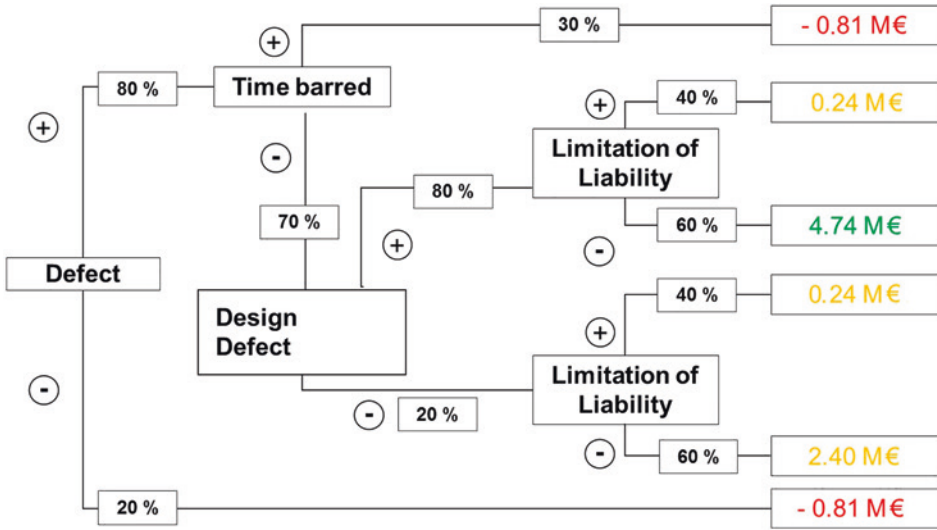 30 %
- 0.81 M€
+
Time barred
80 %
40 %
0.24 M€
+
+
Limitation of
Liability
-
80 %
70 %
60 %
4.74 M€
+
-
Defect
40 %
0.24 M€
Design
Defect
+
Limitation of
Liability
-
-
20 %
-
60 %
2.40 M€
20 %
- 0.81 M€